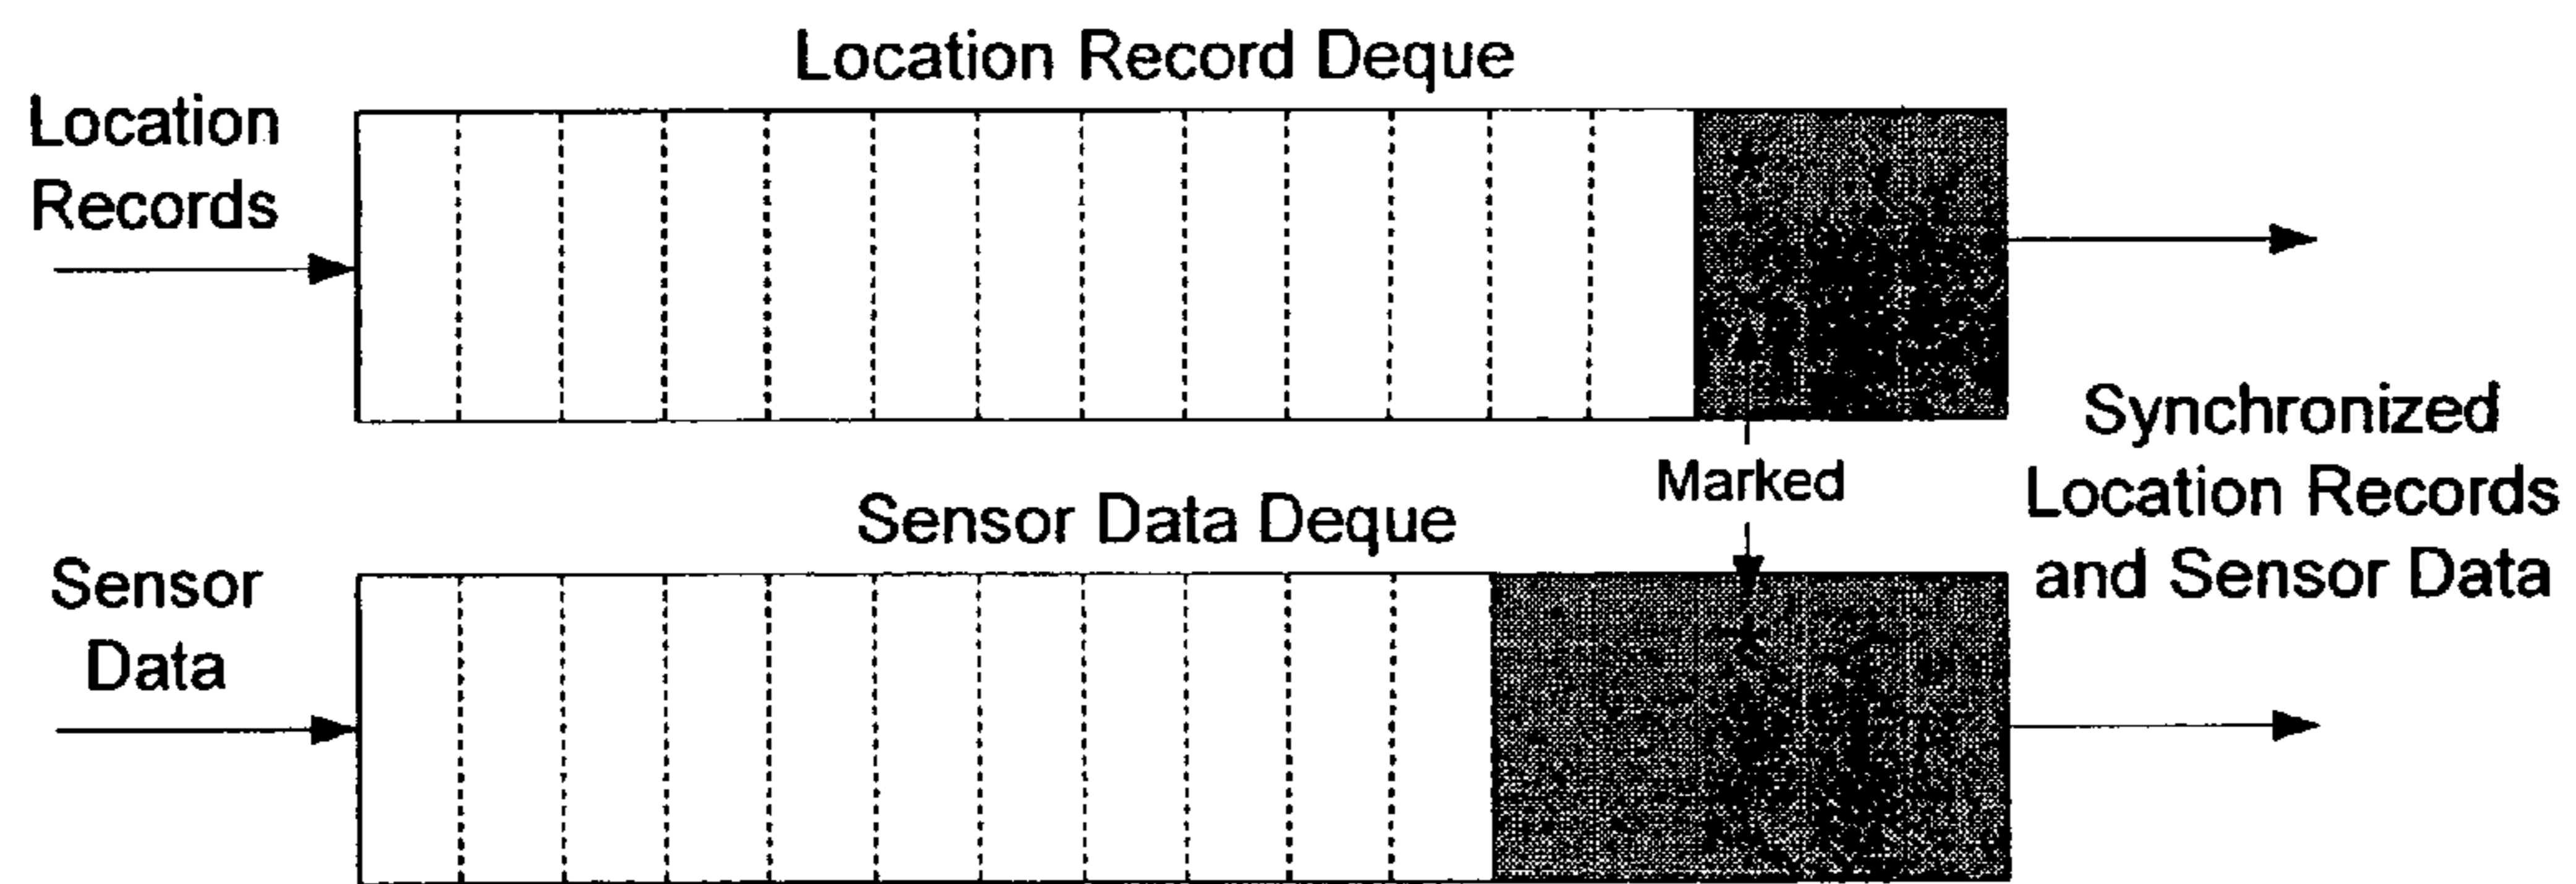 Location Record Deque
Location
Records
Marked
Synchronized
Location Records
and Sensor Data
Sensor Data Deque
Sensor
Data